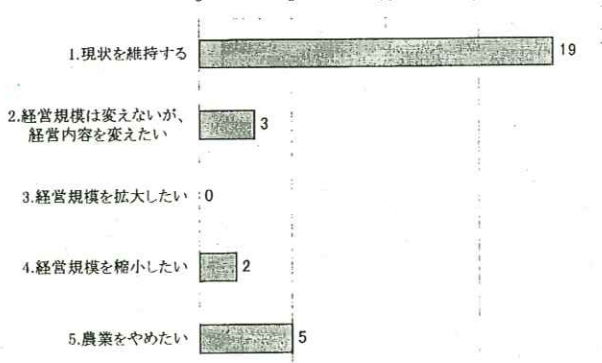 1.現状を維持する 19
2.経営規模は変えないが、
経営内容を変えたい 3
3.経営規模を拡大したい 0
4.経営規模を縮小したい 2
5.農業をやめたい 5